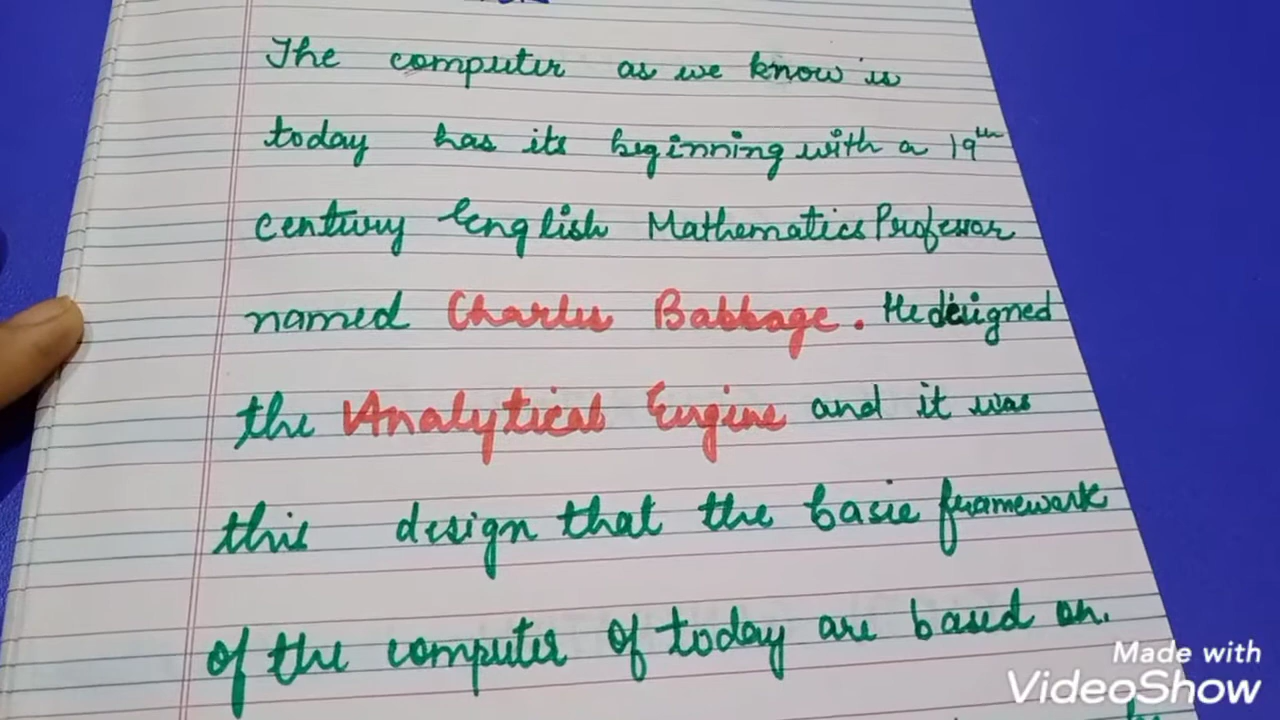 The computer as we know is
today has its beginning with a 19th
century English Mathematics Professor
named Charles Babbage. He designed
the Analytical Engine and it was
this design that the basic framework
of the computer of today are based on.
Made with
VideoShow